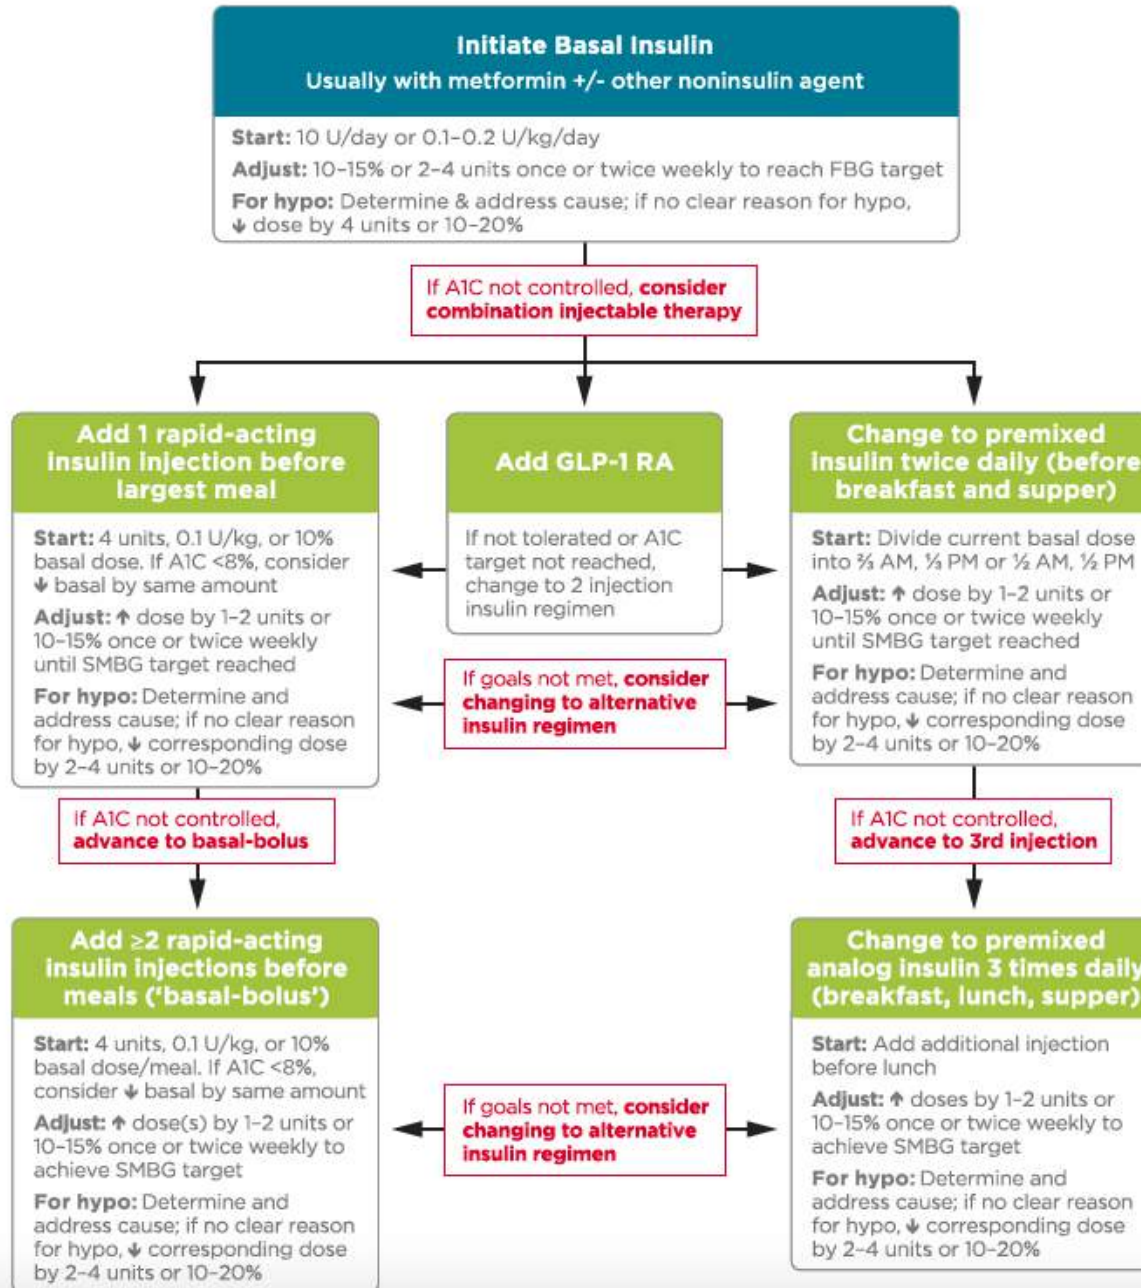 Initiate Basal Insulin
Usually with metformin +/- other noninsulin agent
Start: 10 U/day or 0.1–0.2 U/kg/day
Adjust: 10–15% or 2–4 units once or twice weekly to reach FBG target
For hypo: Determine & address cause; if no clear reason for hypo,
↓ dose by 4 units or 10–20%
If A1C not controlled, consider
combination injectable therapy
Add 1 rapid-acting
insulin injection before
largest meal
Start: 4 units, 0.1 U/kg, or 10%
basal dose. If A1C <8%, consider
↓ basal by same amount
Adjust: ↑ dose by 1–2 units or
10–15% once or twice weekly
until SMBG target reached
For hypo: Determine and
address cause; if no clear reason
for hypo, ↓ corresponding dose
by 2–4 units or 10–20%
Add GLP-1 RA
If not tolerated or A1C
target not reached,
change to 2 injection
insulin regimen
Change to premixed
insulin twice daily (before
breakfast and supper)
Start: Divide current basal dose
into ⅔ AM, ⅓ PM or ½ AM, ½ PM
Adjust: ↑ dose by 1–2 units or
10–15% once or twice weekly
until SMBG target reached
For hypo: Determine and
address cause; if no clear reason
for hypo, ↓ corresponding dose
by 2–4 units or 10–20%
If goals not met, consider
changing to alternative
insulin regimen
If A1C not controlled,
advance to basal-bolus
If A1C not controlled,
advance to 3rd injection
Add ≥2 rapid-acting
insulin injections before
meals (‘basal-bolus’)
Start: 4 units, 0.1 U/kg, or 10%
basal dose/meal. If A1C <8%,
consider ↓ basal by same amount
Adjust: ↑ dose(s) by 1–2 units or
10–15% once or twice weekly to
achieve SMBG target
For hypo: Determine and
address cause; if no clear reason
for hypo, ↓ corresponding dose
by 2–4 units or 10–20%
If goals not met, consider
changing to alternative
insulin regimen
Change to premixed
analog insulin 3 times daily
(breakfast, lunch, supper)
Start: Add additional injection
before lunch
Adjust: ↑ doses by 1–2 units or
10–15% once or twice weekly to
achieve SMBG target
For hypo: Determine and
address cause; if no clear reason
for hypo, ↓ corresponding dose
by 2–4 units or 10–20%